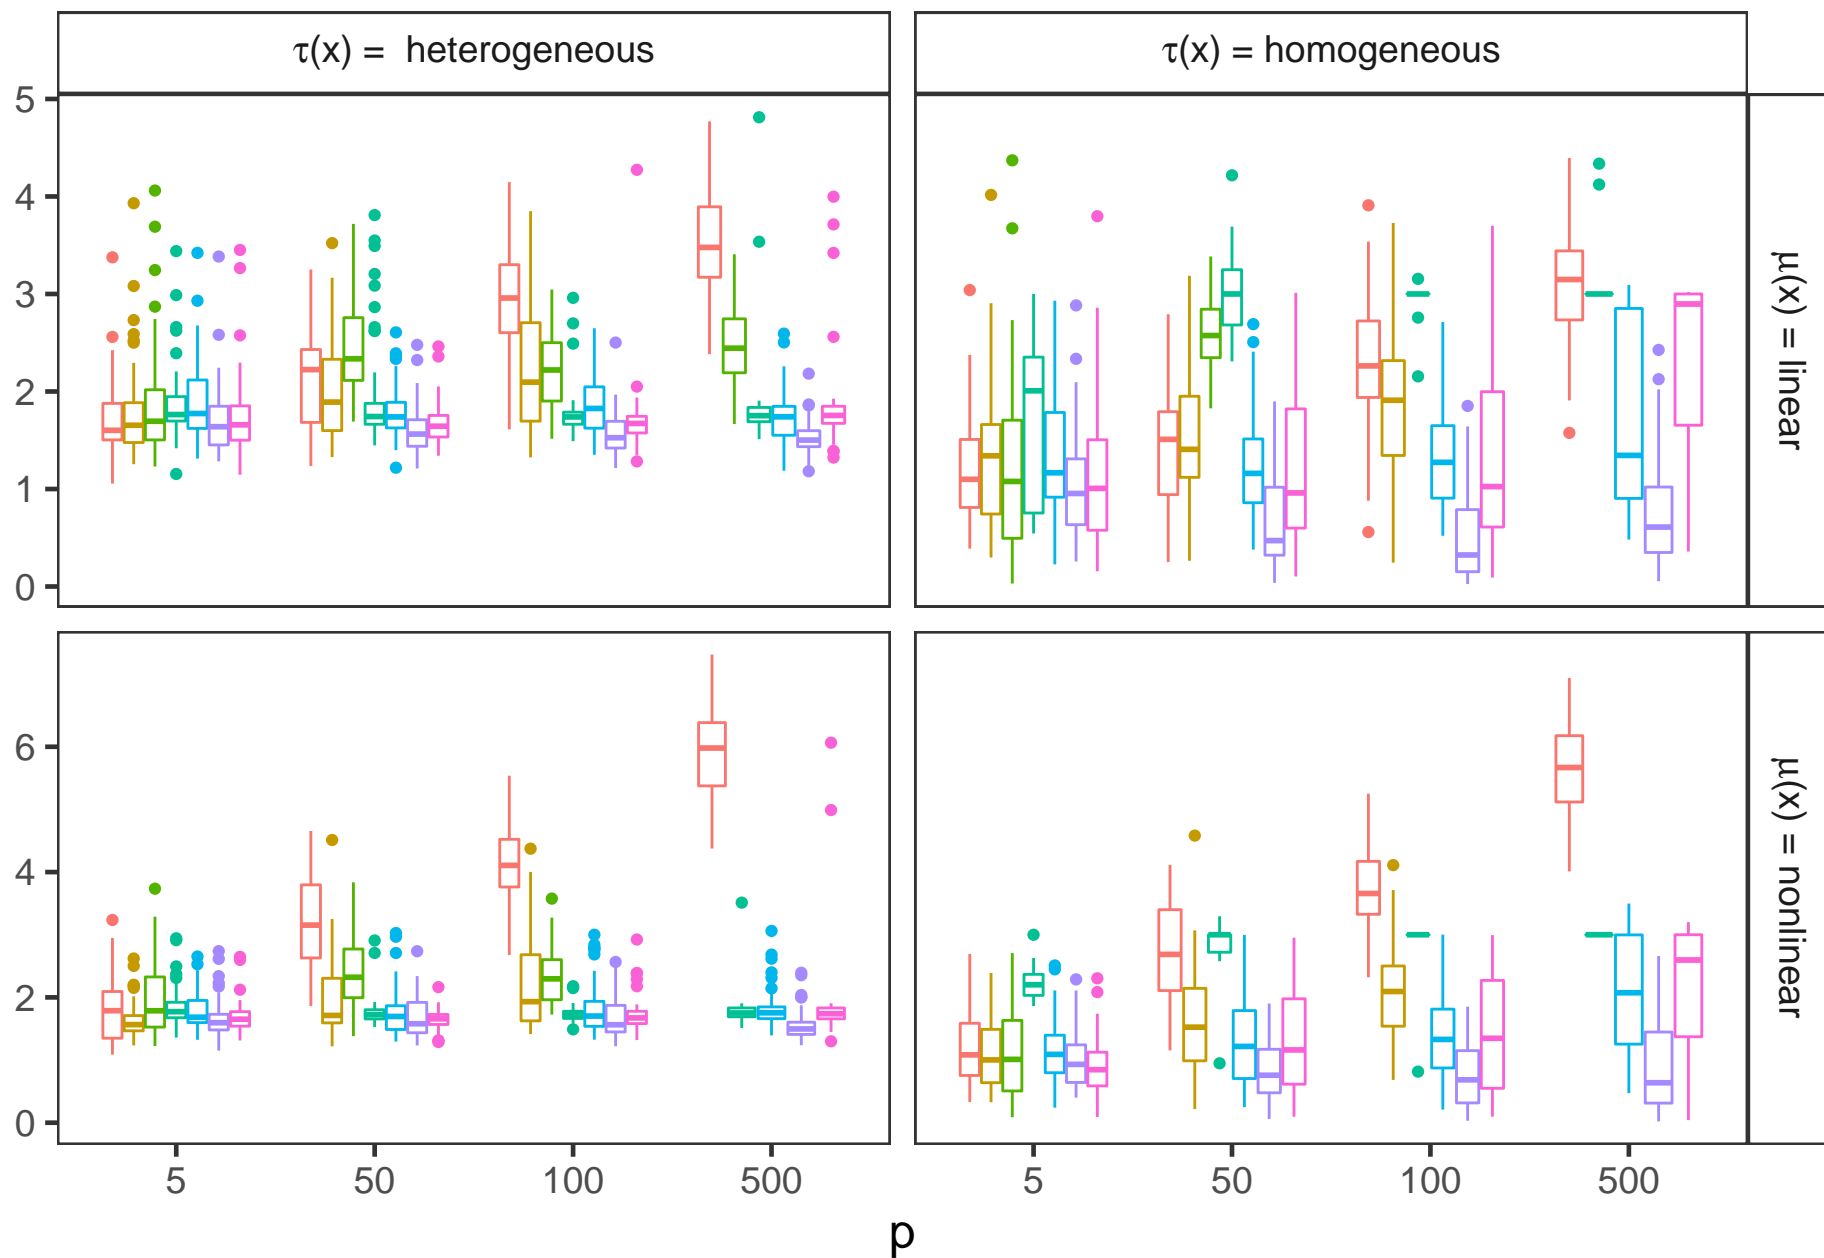 τ(x) = heterogeneous
τ(x) = homogeneous
5
4
3
2
1
0
μ(x) = linear
6
4
2
0
μ(x) = nonlinear
5 50 100 500
5 50 100 500
p